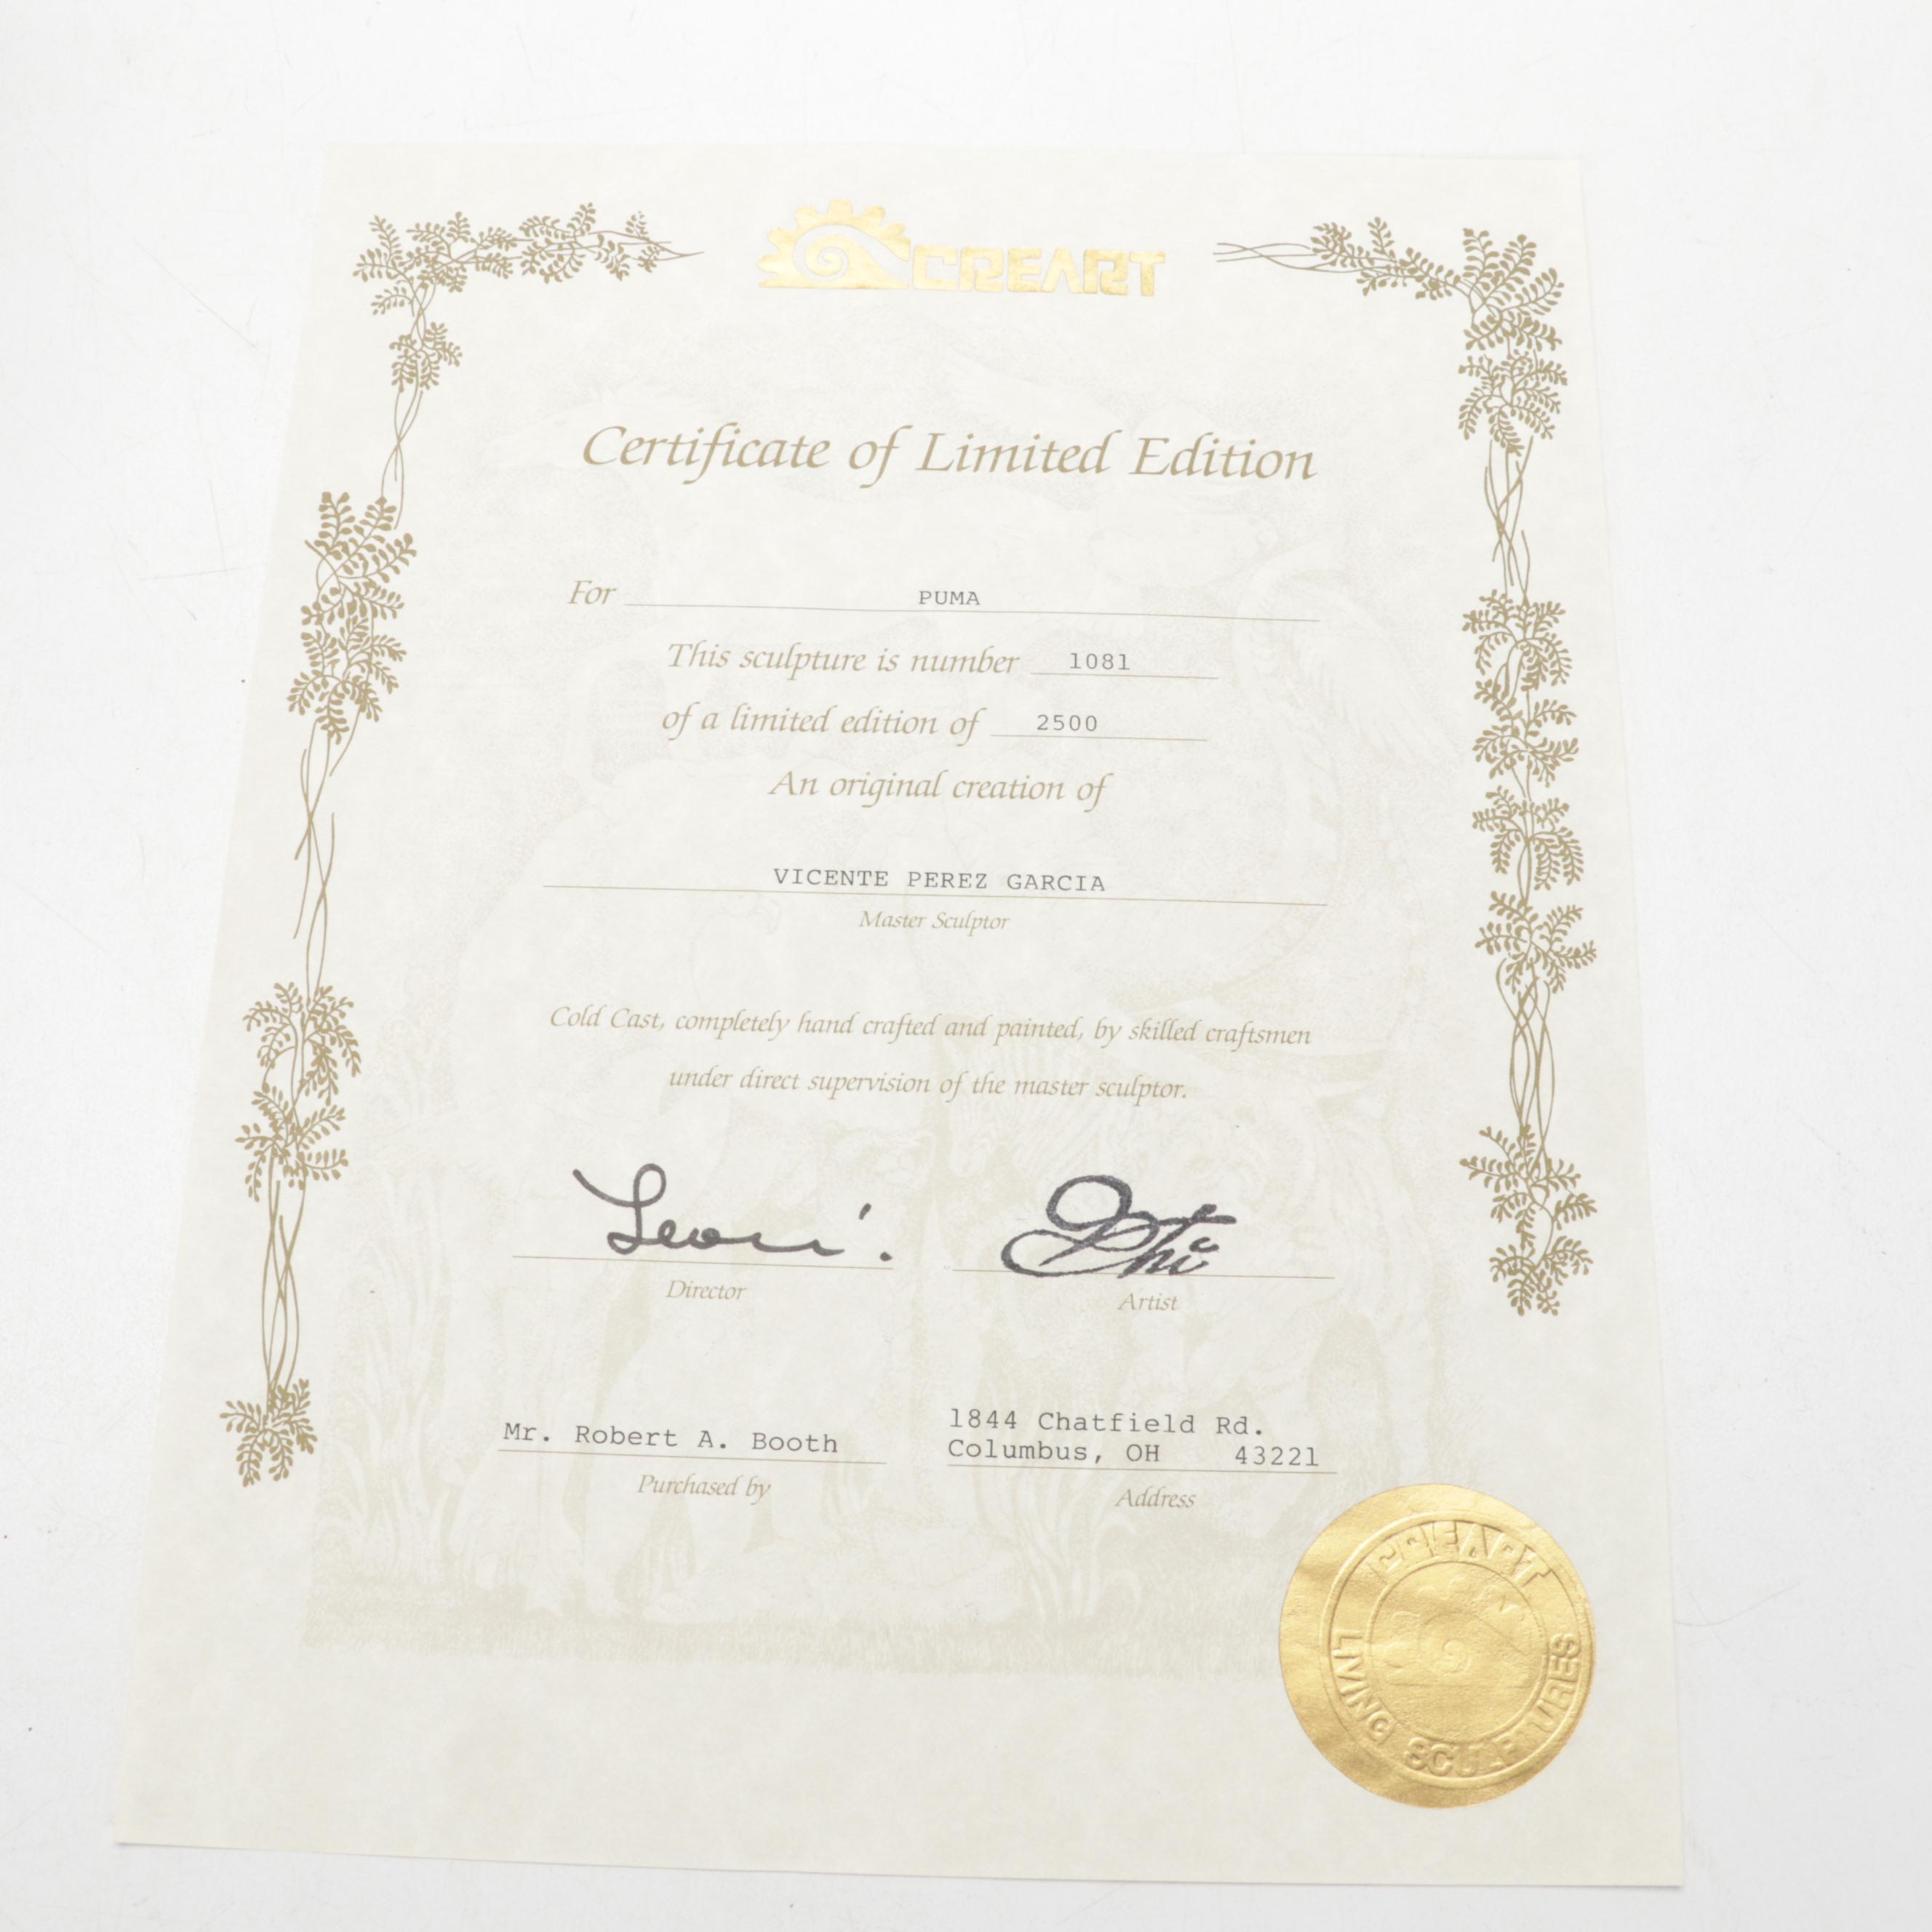 CREART
Certificate of Limited Edition
For PUMA
This sculpture is number 1081
of a limited edition of 2500
An original creation of
VICENTE PEREZ GARCIA
Master Sculptor
Cold Cast, completely hand crafted and painted, by skilled craftsmen
under direct supervision of the master sculptor.
Director
Artist
Mr. Robert A. Booth
Purchased by
1844 Chatfield Rd.
Columbus, OH 43221
Address
CREART
LIVING SCULPTURES